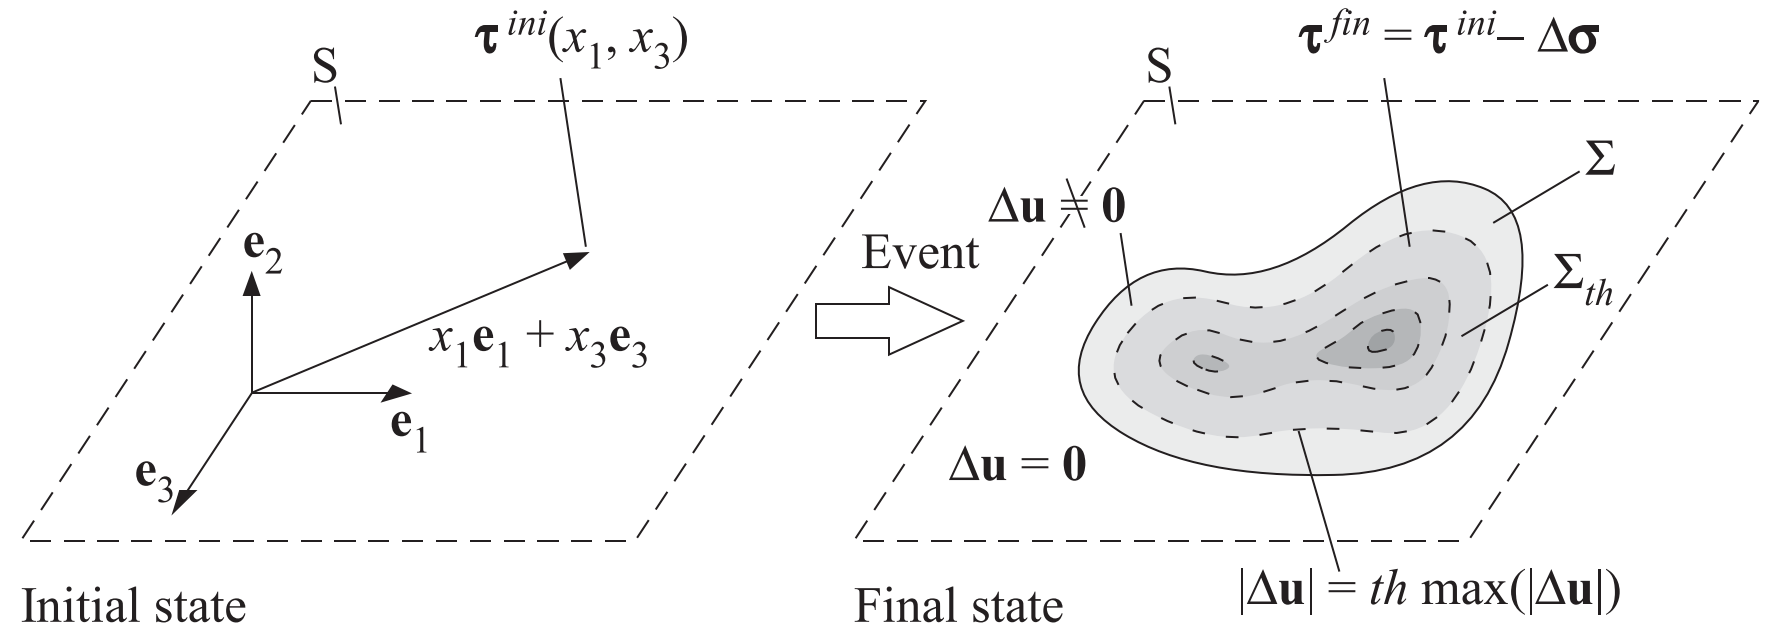 S
τ^ini(x₁, x₃)
e₂
x₁e₁ + x₃e₃
e₁
e₃
Initial state
Event
S
τ^fin = τ^ini – Δσ
Σ
Δu ≠ 0
Σ_th
Δu = 0
|Δu| = th max(|Δu|)
Final state